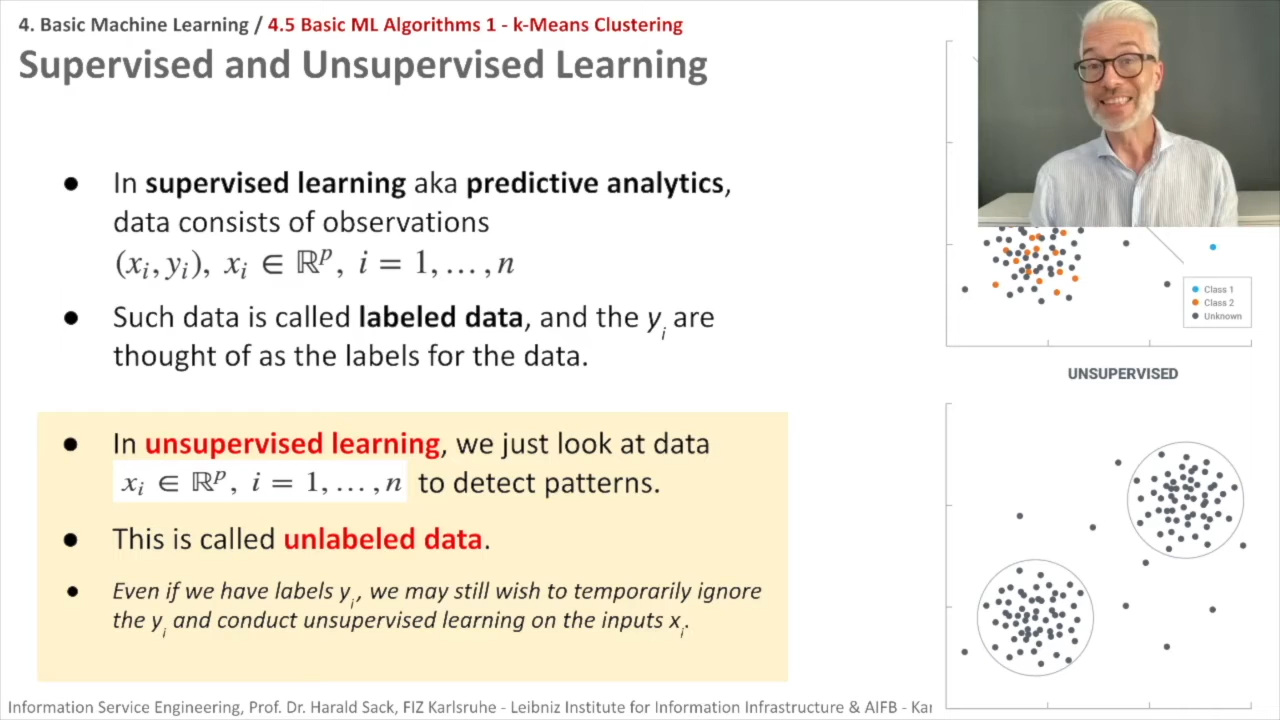 4. Basic Machine Learning / 4.5 Basic ML Algorithms 1 - k-Means Clustering
Supervised and Unsupervised Learning
● In supervised learning aka predictive analytics,
data consists of observations
(xᵢ, yᵢ), xᵢ ∈ ℝᵖ, i = 1, . . . , n
● Such data is called labeled data, and the yᵢ are
thought of as the labels for the data.
● In unsupervised learning, we just look at data
xᵢ ∈ ℝᵖ, i = 1, . . . , n to detect patterns.
● This is called unlabeled data.
● Even if we have labels yᵢ, we may still wish to temporarily ignore
the yᵢ and conduct unsupervised learning on the inputs xᵢ.
Class 1
Class 2
Unknown
UNSUPERVISED
Information Service Engineering, Prof. Dr. Harald Sack, FIZ Karlsruhe - Leibniz Institute for Information Infrastructure & AIFB - Kar